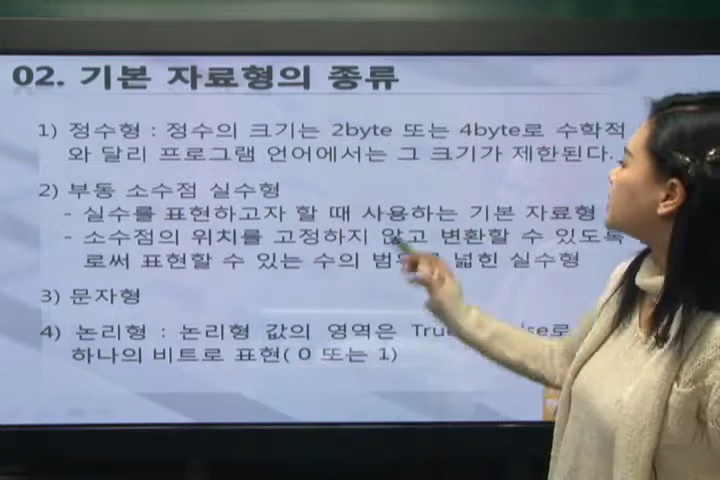 02. 기본 자료형의 종류
1) 정수형 : 정수의 크기는 2byte 또는 4byte로 수학적
와 달리 프로그램 언어에서는 그 크기가 제한된다.
2) 부동 소수점 실수형
- 실수를 표현하고자 할 때 사용하는 기본 자료형
- 소수점의 위치를 고정하지 않고 변환할 수 있도록
로써 표현할 수 있는 수의 넓힌 실수형
3) 문자형
4) 논리형 : 논리형 값의 영역은
하나의 비트로 표현( 0 또는 1)